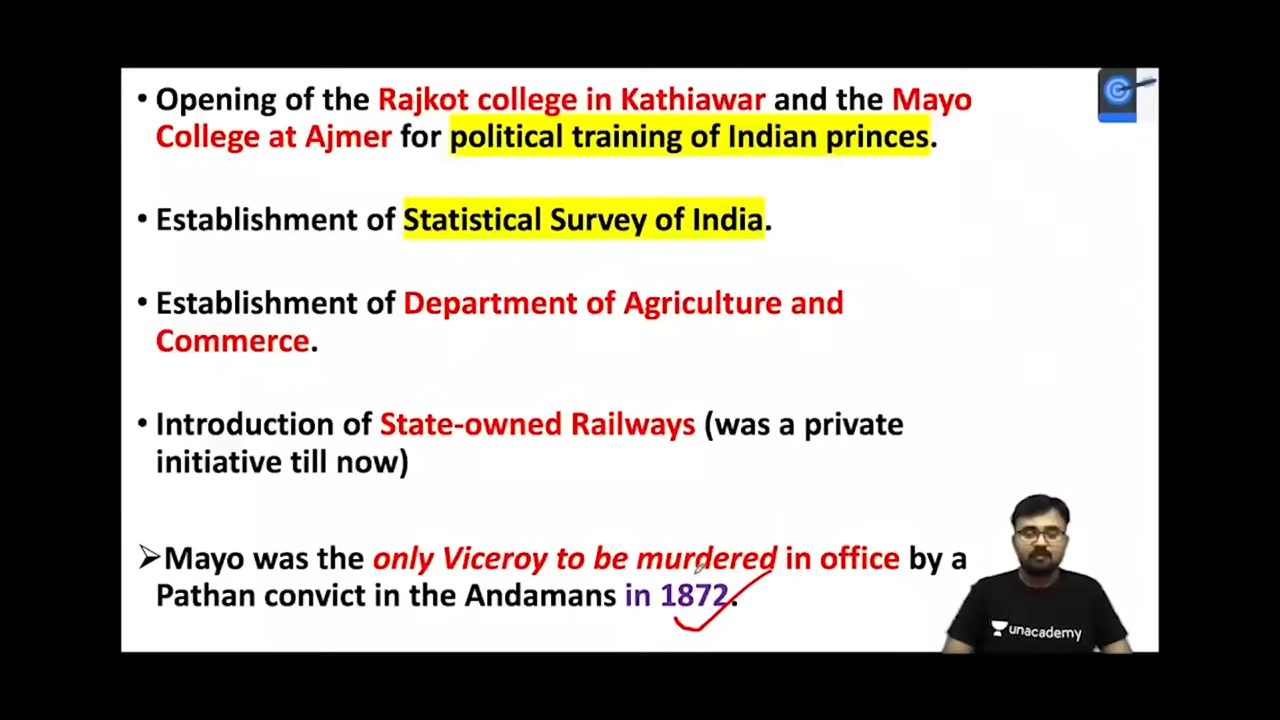 • Opening of the Rajkot college in Kathiawar and the Mayo
College at Ajmer for political training of Indian princes.
• Establishment of Statistical Survey of India.
• Establishment of Department of Agriculture and
Commerce.
• Introduction of State-owned Railways (was a private
initiative till now)
➢Mayo was the only Viceroy to be murdered in office by a
Pathan convict in the Andamans in 1872.
unacademy